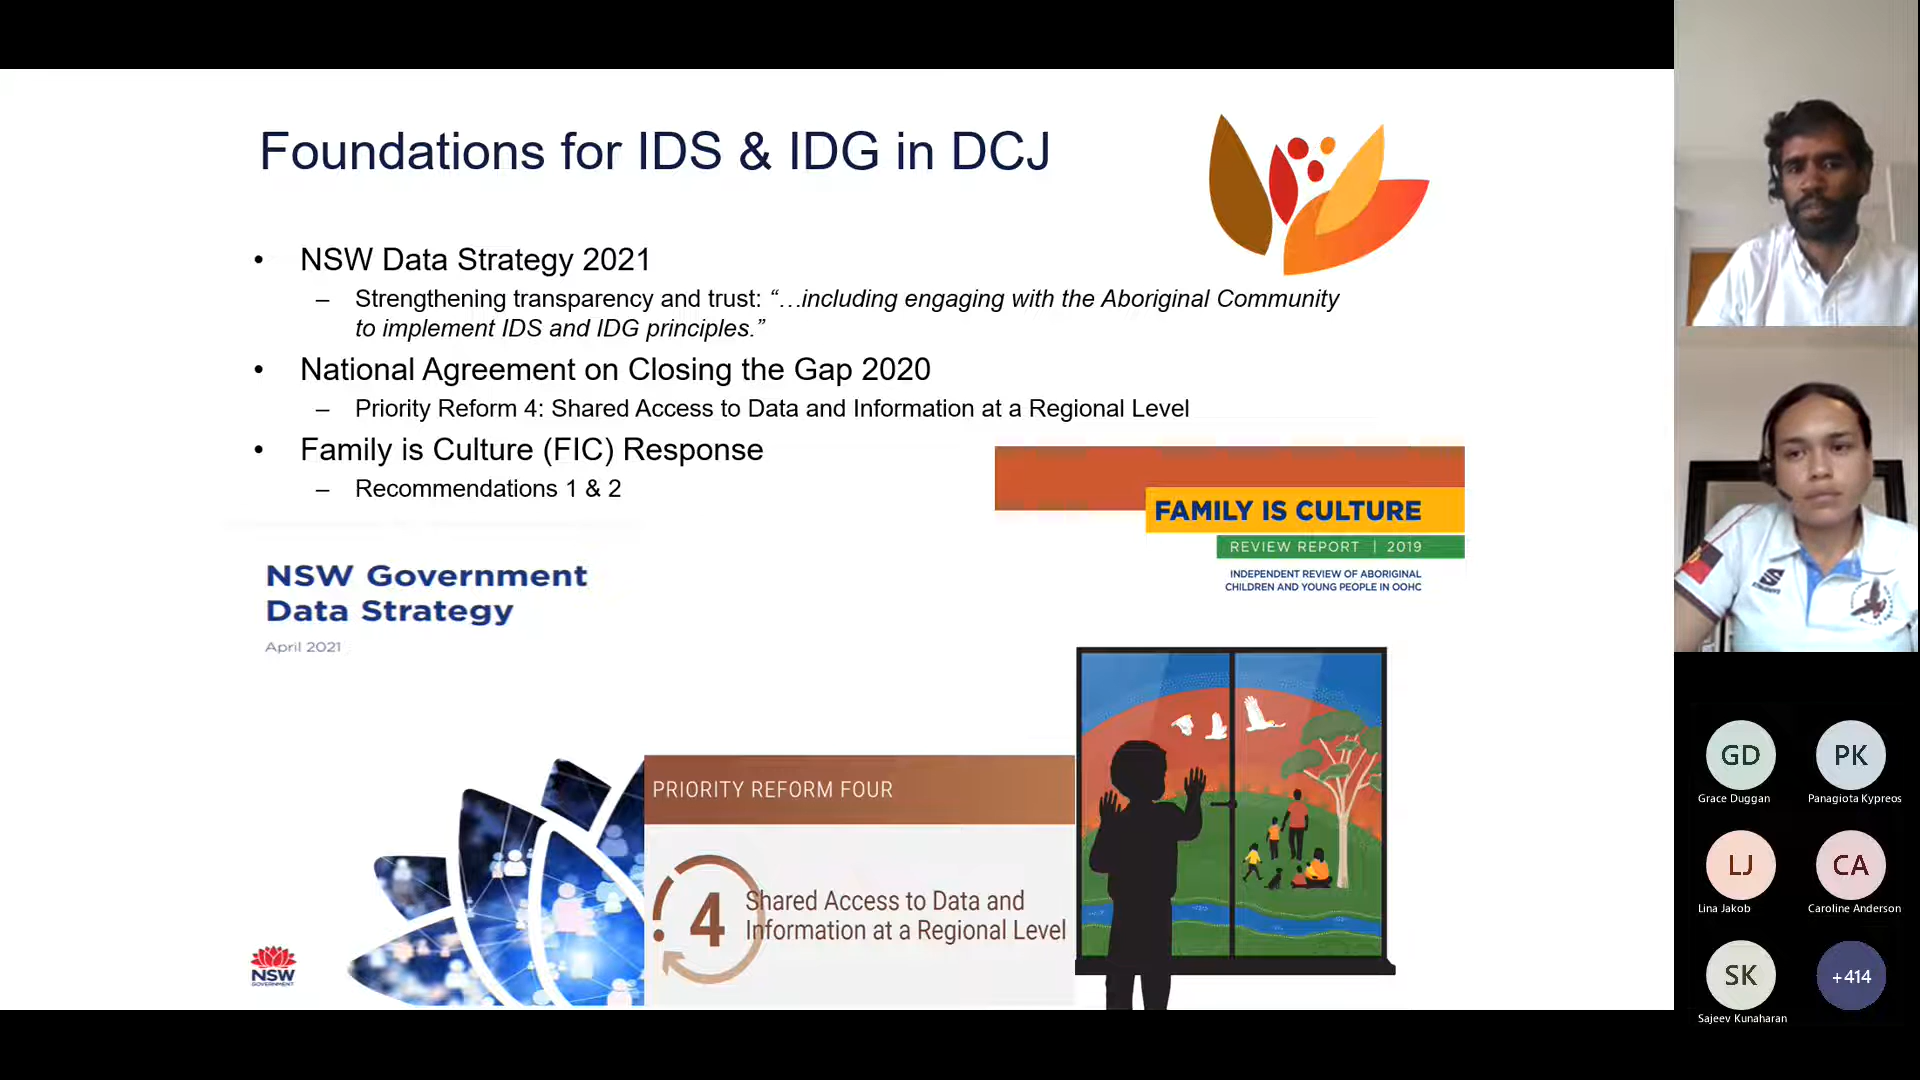 Foundations for IDS & IDG in DCJ
• NSW Data Strategy 2021
– Strengthening transparency and trust: “…including engaging with the Aboriginal Community
to implement IDS and IDG principles.”
• National Agreement on Closing the Gap 2020
– Priority Reform 4: Shared Access to Data and Information at a Regional Level
• Family is Culture (FIC) Response
– Recommendations 1 & 2
FAMILY IS CULTURE
REVIEW REPORT | 2019
INDEPENDENT REVIEW OF ABORIGINAL
CHILDREN AND YOUNG PEOPLE IN OOHC
NSW Government
Data Strategy
April 2021
PRIORITY REFORM FOUR
4
Shared Access to Data and
Information at a Regional Level
NSW
GOVERNMENT
GD
Grace Duggan
PK
Panagiota Kypreos
LJ
Lina Jakob
CA
Caroline Anderson
SK
Sajeev Kunaharan
+414